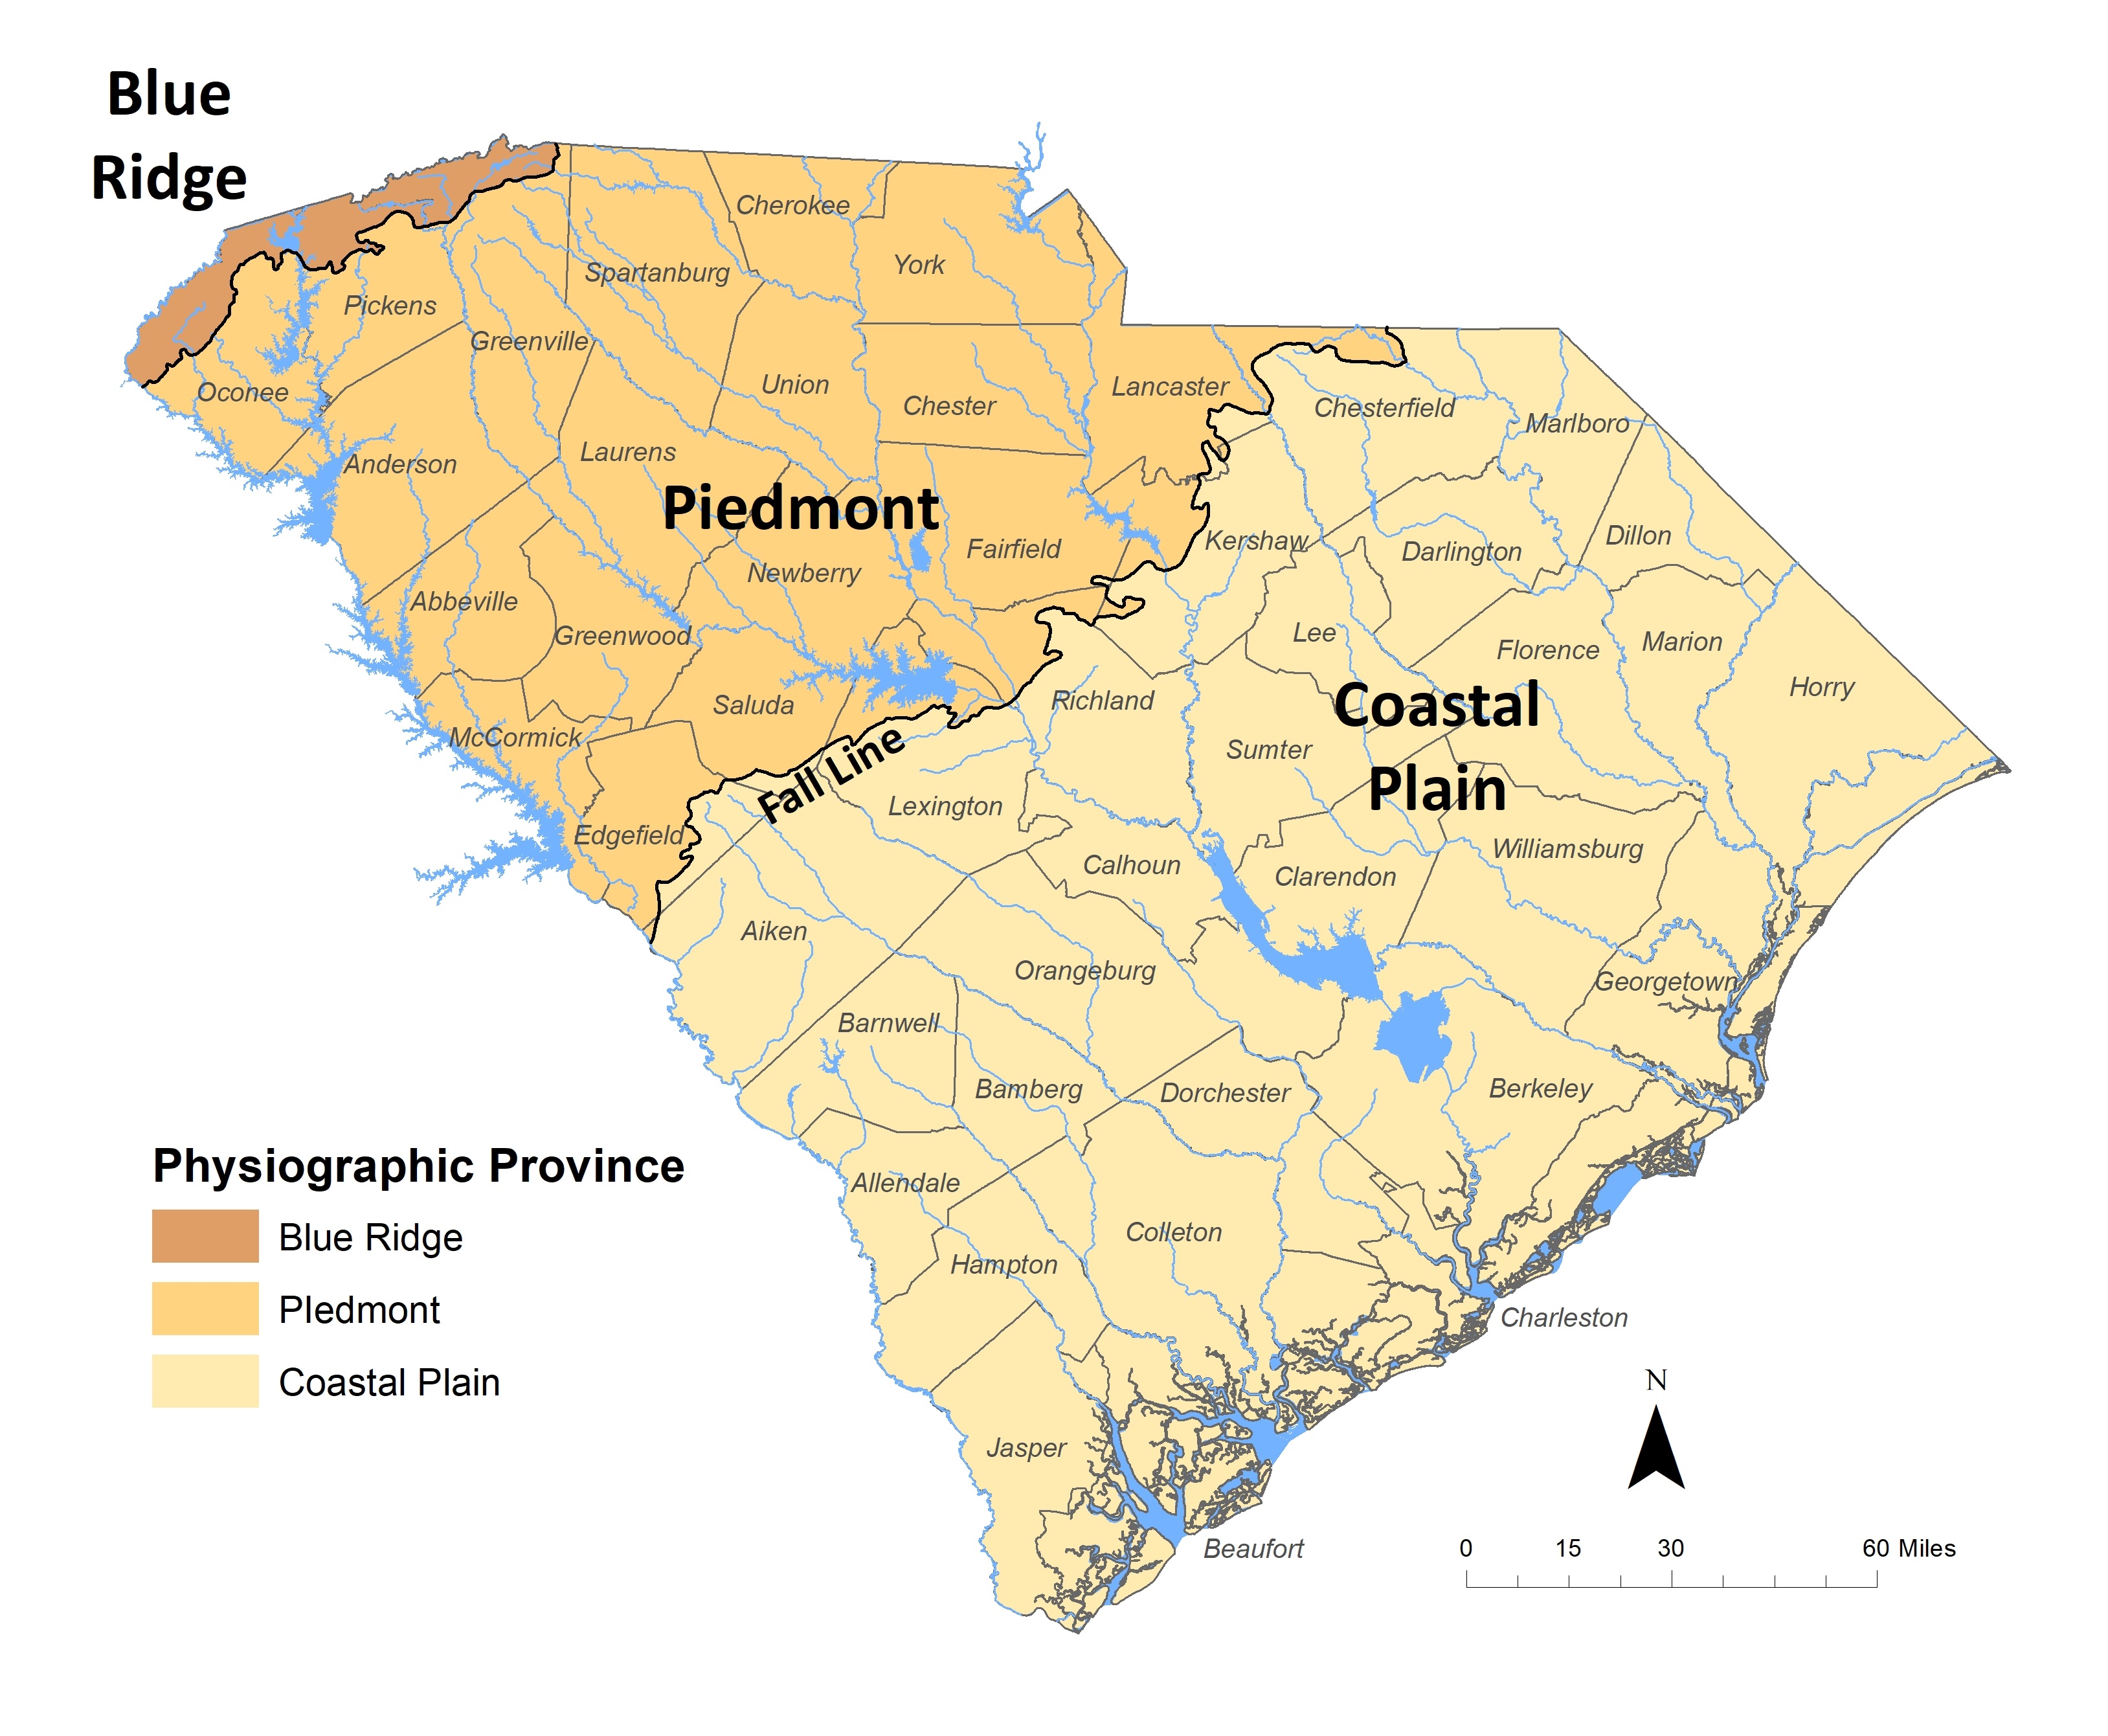 Blue
Ridge
Cherokee
York
Spartanburg
Pickens
Greenville
Oconee
Union
Chester
Lancaster
Chesterfield
Marlboro
Anderson
Laurens
Piedmont
Fairfield
Kershaw
Darlington
Dillon
Newberry
Abbeville
Greenwood
Lee
Florence
Marion
Horry
Saluda
Richland
Coastal
Plain
McCormick
Sumter
Fall Line
Lexington
Edgefield
Calhoun
Clarendon
Williamsburg
Aiken
Orangeburg
Georgetown
Barnwell
Bamberg
Dorchester
Berkeley
Allendale
Colleton
Hampton
Charleston
Jasper
Beaufort
Physiographic Province
Blue Ridge
PIedmont
Coastal Plain
N
0 15 30 60 Miles